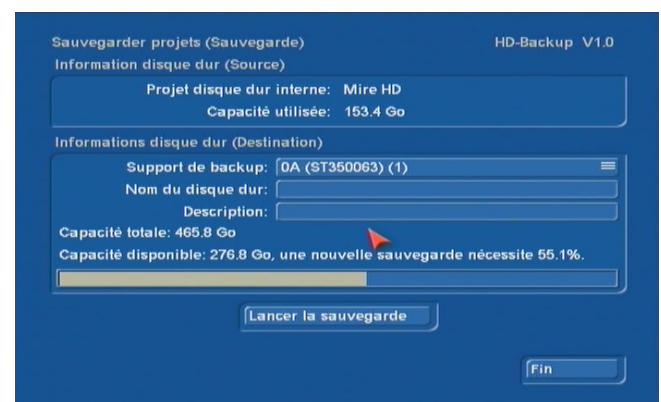 Sauvegarder projets (Sauvegarde) HD-Backup V1.0
Information disque dur (Source)
Projet disque dur interne: Mire HD
Capacité utilisée: 153.4 Go
Informations disque dur (Destination)
Support de backup: 0A (ST350063) (1)
Nom du disque dur:
Description:
Capacité totale: 465.8 Go
Capacité disponible: 276.8 Go, une nouvelle sauvegarde nécessite 55.1%.
Lancer la sauvegarde
Fin